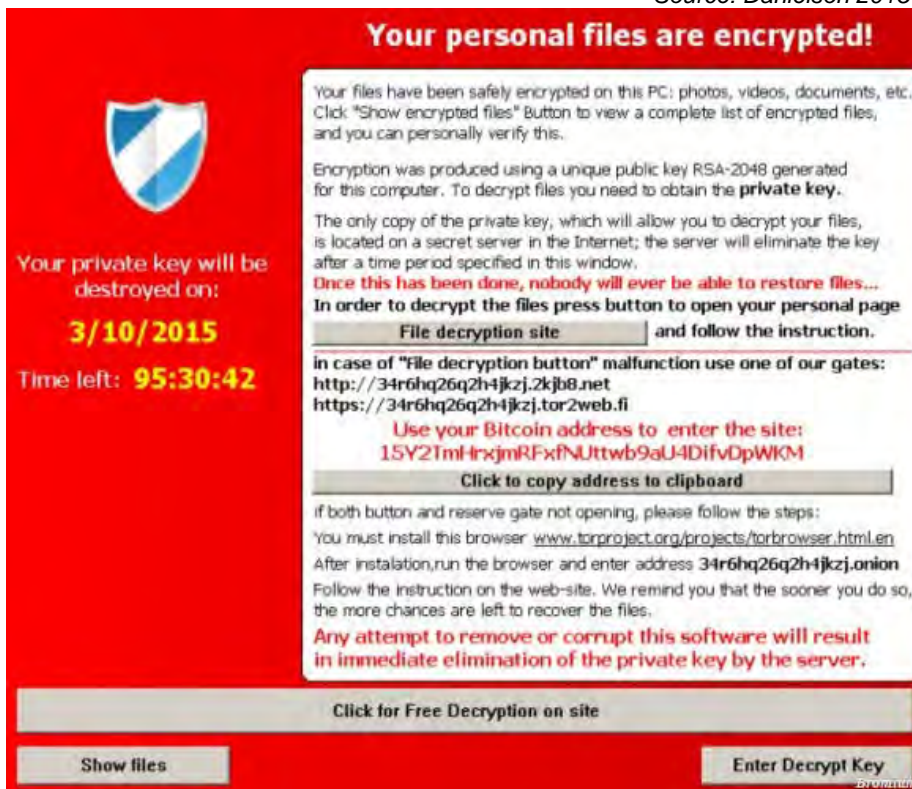 Source: Danielson 2015
Your personal files are encrypted!
Your files have been safely encrypted on this PC: photos, videos, documents, etc.
Click "Show encrypted files" Button to view a complete list of encrypted files,
and you can personally verify this.
Encryption was produced using a unique public key RSA-2048 generated
for this computer. To decrypt files you need to obtain the private key.
The only copy of the private key, which will allow you to decrypt your files,
is located on a secret server in the Internet; the server will eliminate the key
after a time period specified in this window.
Once this has been done, nobody will ever be able to restore files...
In order to decrypt the files press button to open your personal page
File decryption site and follow the instruction.
in case of "File decryption button" malfunction use one of our gates:
http://34r6hq26q2h4jkzj.2kjb8.net
https://34r6hq26q2h4jkzj.tor2web.fi
Use your Bitcoin address to enter the site:
15Y2TmHrxjmRFxfNUttwb9aU4DifvDpWKM
Click to copy address to clipboard
if both button and reserve gate not opening, please follow the steps:
You must install this browser www.torproject.org/projects/torbrowser.html.en
After instalation,run the browser and enter address 34r6hq26q2h4jkzj.onion
Follow the instruction on the web-site. We remind you that the sooner you do so,
the more chances are left to recover the files.
Any attempt to remove or corrupt this software will result
in immediate elimination of the private key by the server.
Your private key will be
destroyed on:
3/10/2015
Time left: 95:30:42
Click for Free Decryption on site
Show files
Enter Decrypt Key